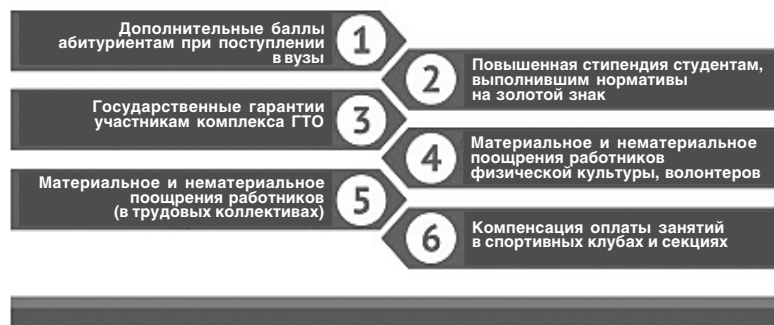 Дополнительные баллы
абитуриентам при поступлении
в вузы
1
2
Повышенная стипендия студентам,
выполнившим нормативы
на золотой знак
Государственные гарантии
участникам комплекса ГТО
3
4
Материальное и нематериальное
поощрения работников
физической культуры, волонтеров
Материальное и нематериальное
поощрения работников
(в трудовых коллективах)
5
6
Компенсация оплаты занятий
в спортивных клубах и секциях